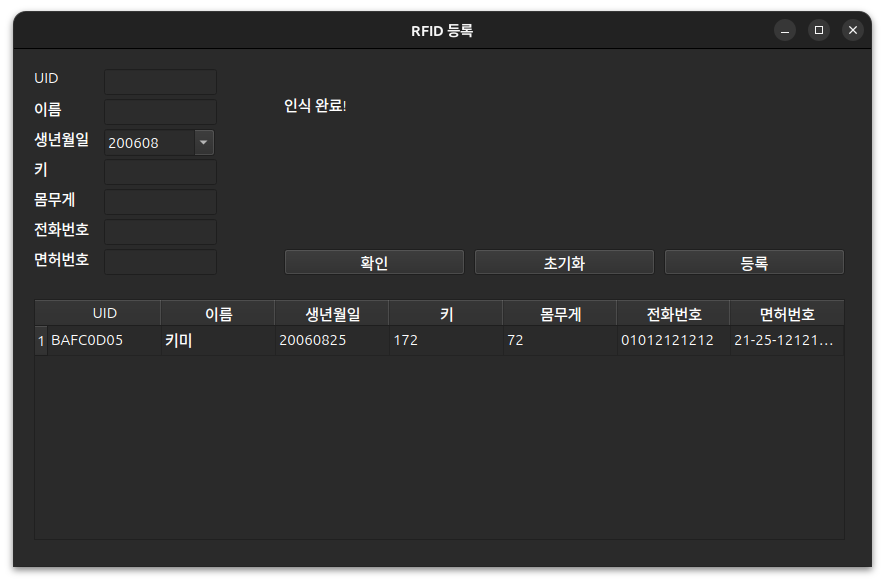 RFID 등록
UID
이름
인식 완료!
생년월일 200608
키
몸무게
전화번호
면허번호
확인 초기화 등록
UID 이름 생년월일 키 몸무게 전화번호 면허번호
1 BAFC0D05 키미 20060825 172 72 01012121212 21-25-12121...